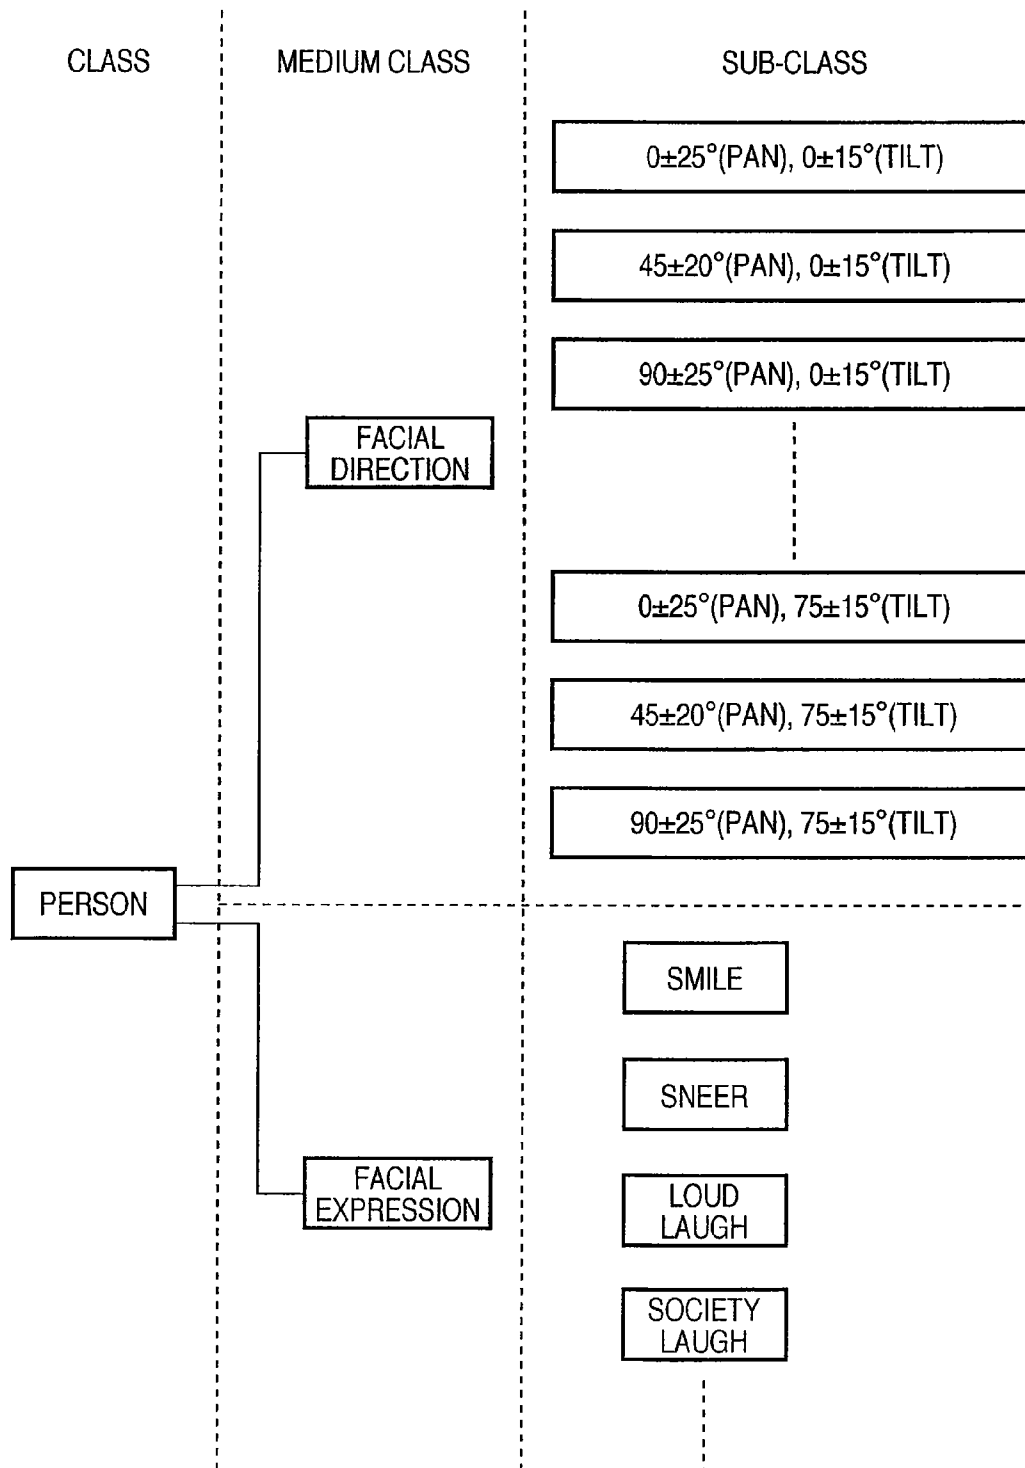 CLASS
MEDIUM CLASS
SUB-CLASS
0±25°(PAN), 0±15°(TILT)
45±20°(PAN), 0±15°(TILT)
90±25°(PAN), 0±15°(TILT)
FACIAL
DIRECTION
0±25°(PAN), 75±15°(TILT)
45±20°(PAN), 75±15°(TILT)
90±25°(PAN), 75±15°(TILT)
PERSON
SMILE
SNEER
FACIAL
EXPRESSION
LOUD
LAUGH
SOCIETY
LAUGH